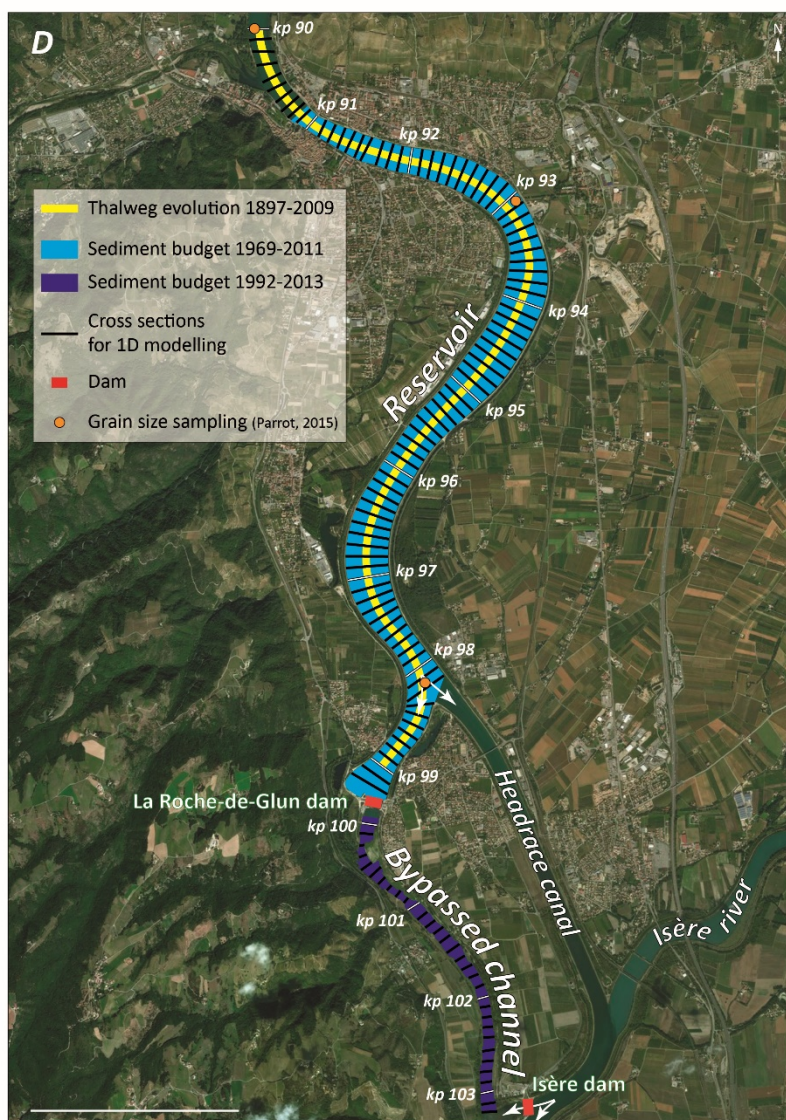 D
N
kp 90
kp 91
kp 92
kp 93
Thalweg evolution 1897-2009
Sediment budget 1969-2011
Sediment budget 1992-2013
Cross sections
for 1D modelling
Dam
Grain size sampling (Parrot, 2015)
kp 94
Reservoir
kp 95
kp 96
kp 97
kp 98
kp 99
La Roche-de-Glun dam
kp 100
Headrace canal
Bypassed channel
kp 101
Isère river
kp 102
kp 103
Isère dam